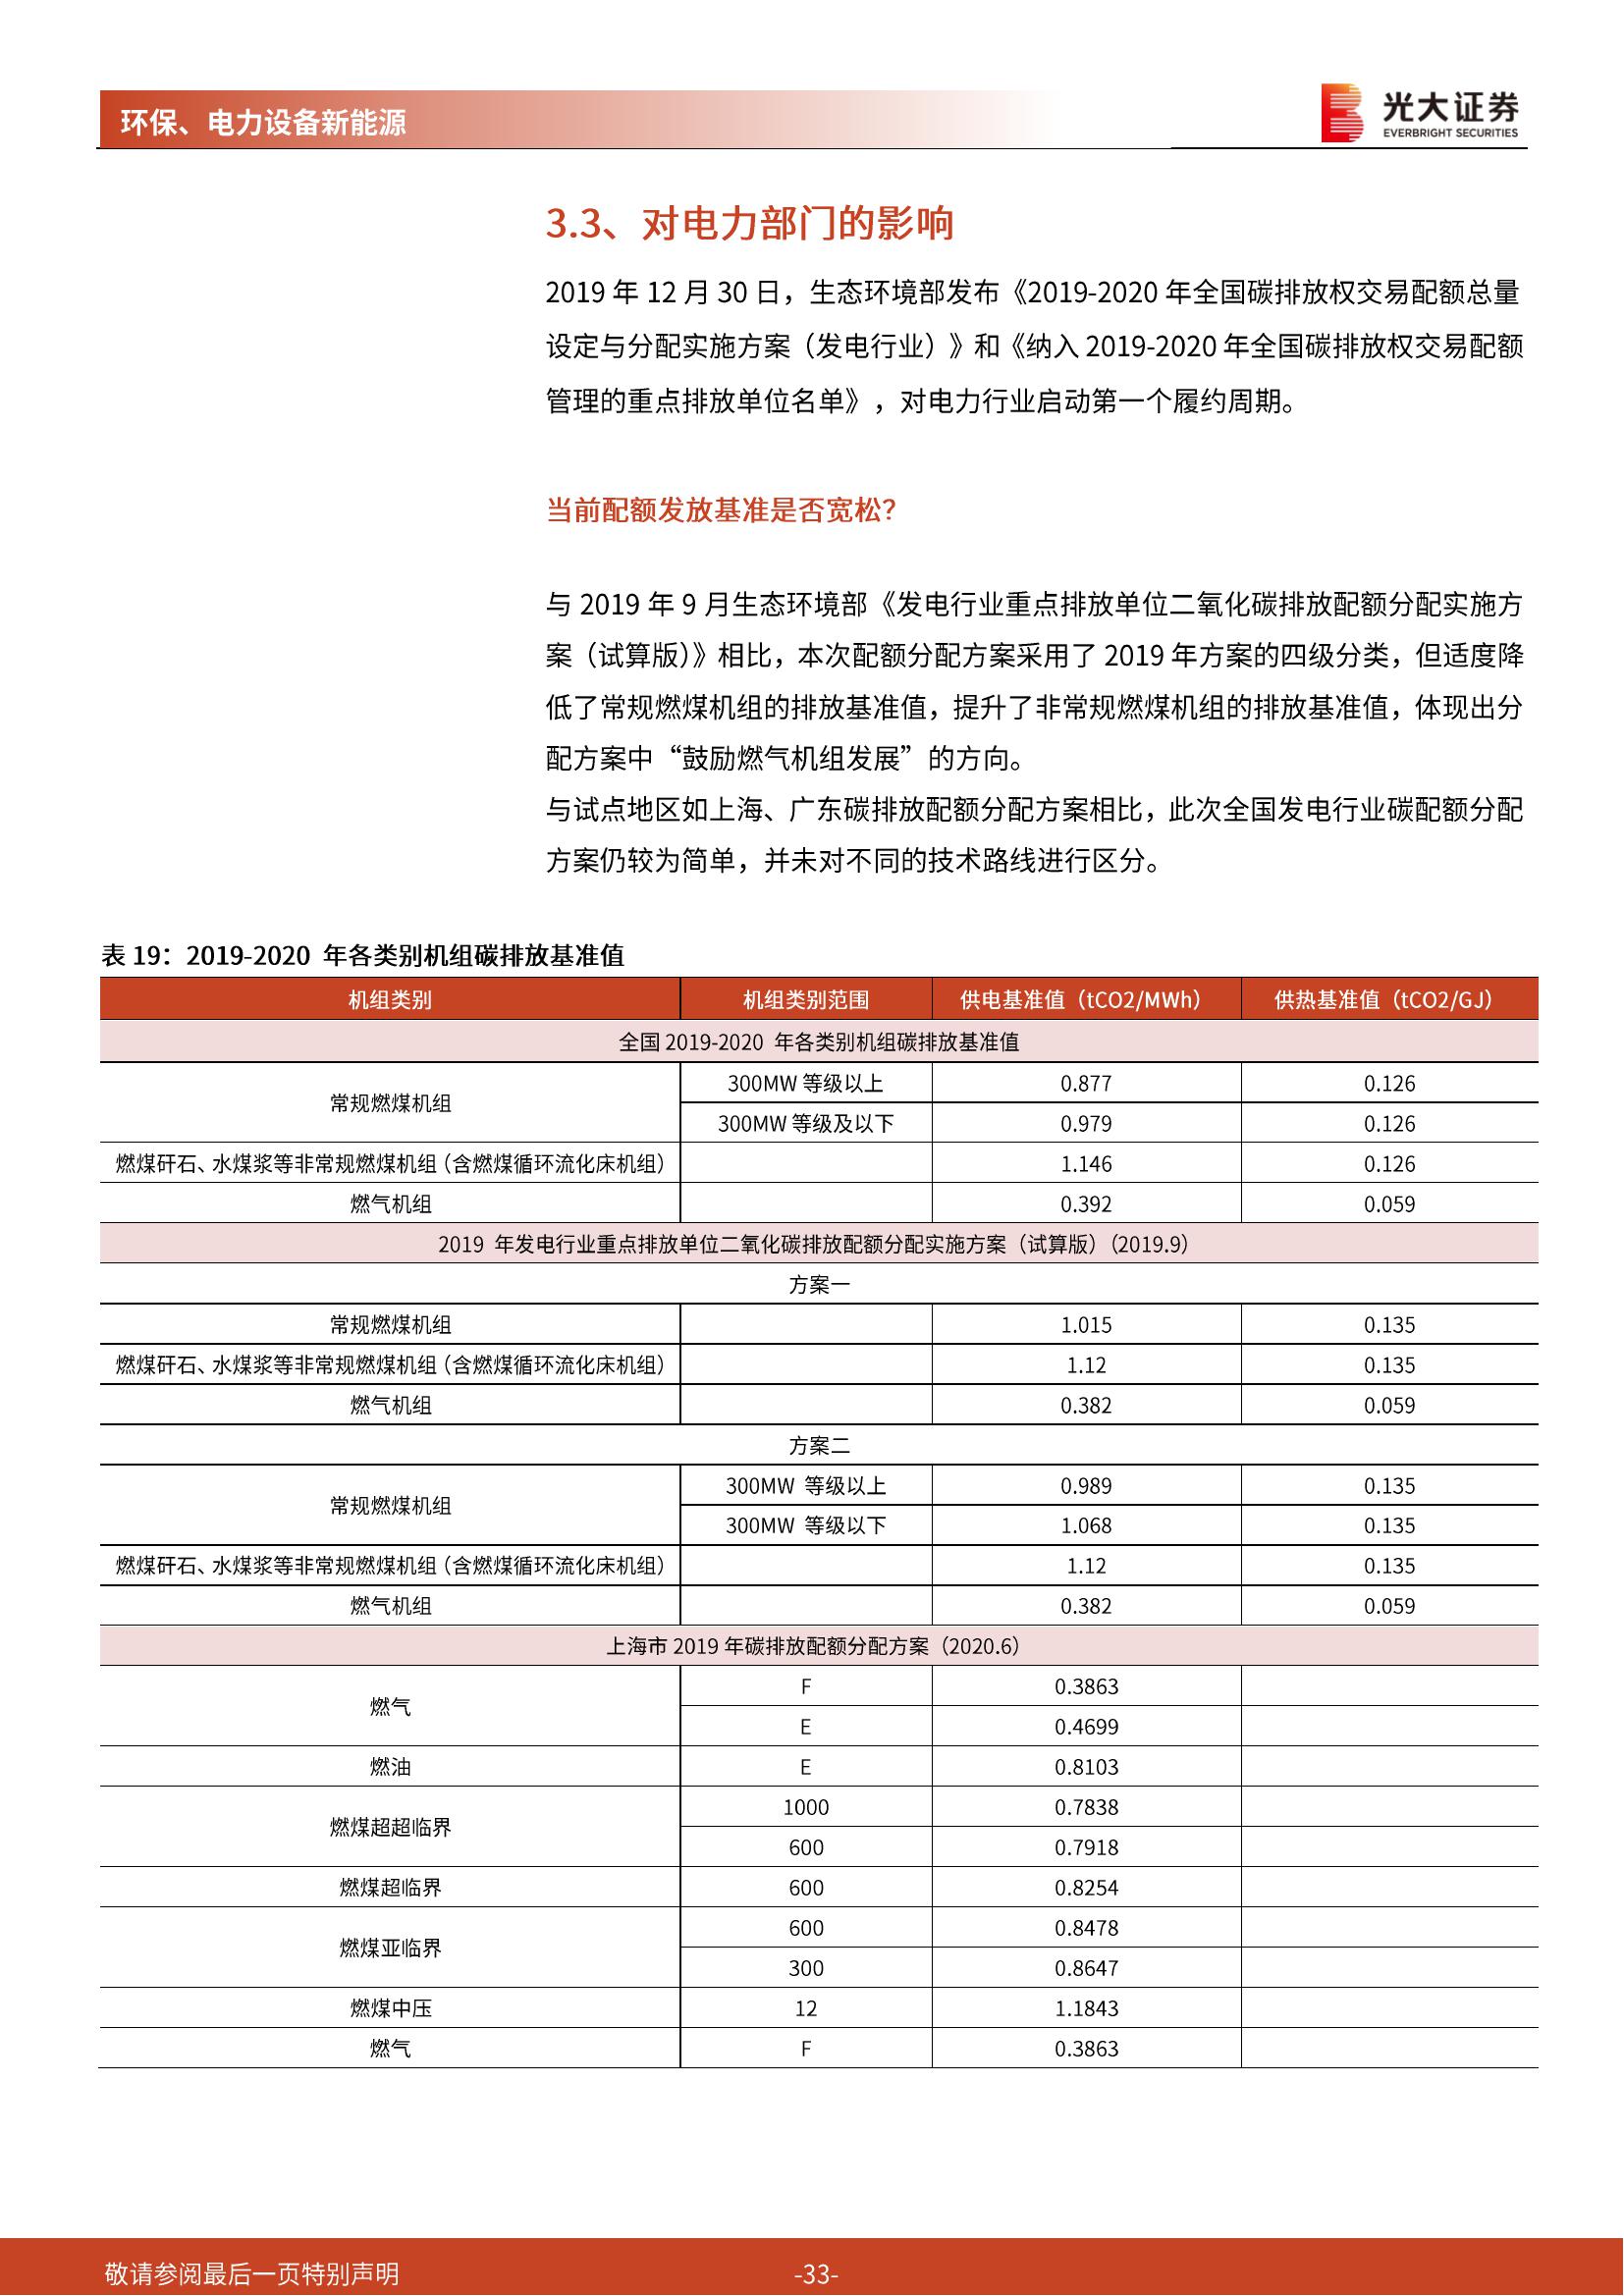 环保、电力设备新能源
光大证券
EVERBRIGHT SECURITIES
3.3、对电力部门的影响
2019 年 12 月 30 日，生态环境部发布《2019-2020 年全国碳排放权交易配额总量
设定与分配实施方案（发电行业）》和《纳入 2019-2020 年全国碳排放权交易配额
管理的重点排放单位名单》，对电力行业启动第一个履约周期。
当前配额发放基准是否宽松？
与 2019 年 9 月生态环境部《发电行业重点排放单位二氧化碳排放配额分配实施方
案（试算版）》相比，本次配额分配方案采用了 2019 年方案的四级分类，但适度降
低了常规燃煤机组的排放基准值，提升了非常规燃煤机组的排放基准值，体现出分
配方案中“鼓励燃气机组发展”的方向。
与试点地区如上海、广东碳排放配额分配方案相比，此次全国发电行业碳配额分配
方案仍较为简单，并未对不同的技术路线进行区分。
表 19：2019-2020 年各类别机组碳排放基准值
机组类别 机组类别范围 供电基准值（tCO2/MWh） 供热基准值（tCO2/GJ）
全国 2019-2020 年各类别机组碳排放基准值
常规燃煤机组 300MW 等级以上 0.877 0.126
300MW 等级及以下 0.979 0.126
燃煤矸石、水煤浆等非常规燃煤机组（含燃煤循环流化床机组） 1.146 0.126
燃气机组 0.392 0.059
2019 年发电行业重点排放单位二氧化碳排放配额分配实施方案（试算版）（2019.9）
方案一
常规燃煤机组 1.015 0.135
燃煤矸石、水煤浆等非常规燃煤机组（含燃煤循环流化床机组） 1.12 0.135
燃气机组 0.382 0.059
方案二
常规燃煤机组 300MW 等级以上 0.989 0.135
300MW 等级以下 1.068 0.135
燃煤矸石、水煤浆等非常规燃煤机组（含燃煤循环流化床机组） 1.12 0.135
燃气机组 0.382 0.059
上海市 2019 年碳排放配额分配方案（2020.6）
燃气 F 0.3863
E 0.4699
燃油 E 0.8103
燃煤超超临界 1000 0.7838
600 0.7918
燃煤超临界 600 0.8254
燃煤亚临界 600 0.8478
300 0.8647
燃煤中压 12 1.1843
燃气 F 0.3863
敬请参阅最后一页特别声明 -33-